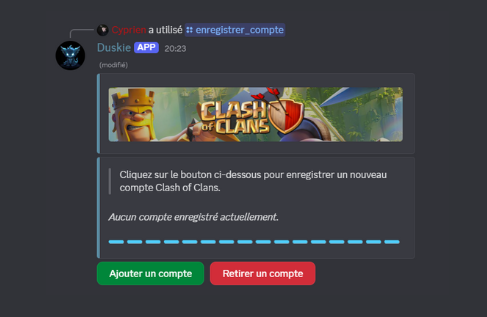 Cyprien a utilisé enregistrer_compte
Duskie APP 20:23
(modifié)
CLASH
OF CLANS
Cliquez sur le bouton ci-dessous pour enregistrer un nouveau
compte Clash of Clans.
Aucun compte enregistré actuellement.
Ajouter un compte Retirer un compte